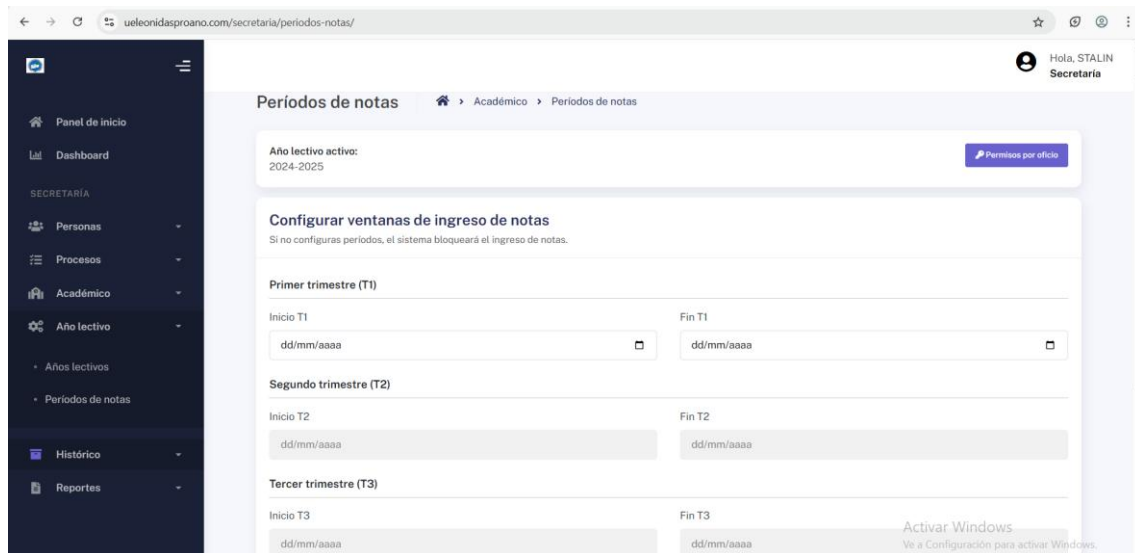 ueleonidasproano.com/secretaria/periodos-notas/
Hola, STALIN
Secretaría
Panel de inicio
Dashboard
SECRETARÍA
Personas
Procesos
Académico
Año lectivo
Años lectivos
Períodos de notas
Histórico
Reportes
Períodos de notas
Académico > Períodos de notas
Año lectivo activo:
2024-2025
Permisos por oficio
Configurar ventanas de ingreso de notas
Si no configuras períodos, el sistema bloqueará el ingreso de notas.
Primer trimestre (T1)
Inicio T1 Fin T1
dd/mm/aaaa dd/mm/aaaa
Segundo trimestre (T2)
Inicio T2 Fin T2
dd/mm/aaaa dd/mm/aaaa
Tercer trimestre (T3)
Inicio T3 Fin T3
dd/mm/aaaa dd/mm/aaaa
Activar Windows
Ve a Configuración para activar Windows.